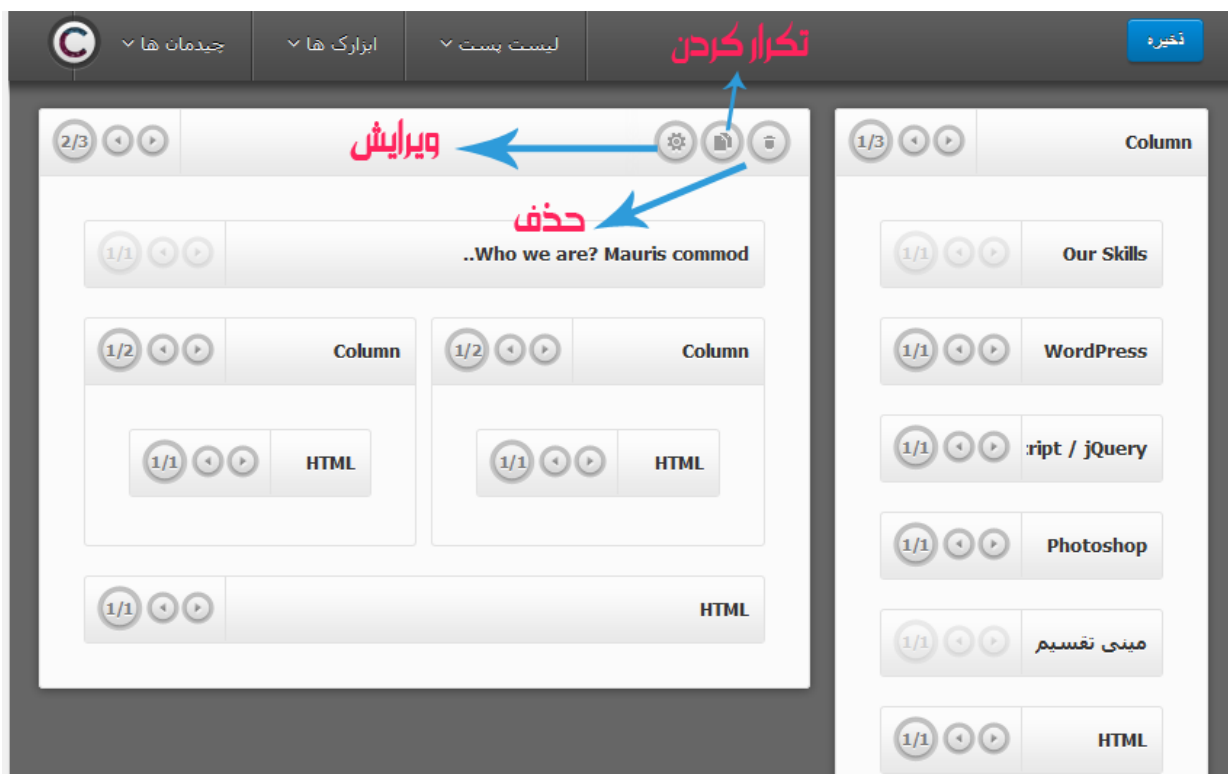 ذخیره
تکرار کردن
لیست پست
ابزارک ها
چیدمان ها
C
Column
1/3
ویرایش
2/3
حذف
Our Skills
1/1
WordPress
1/1
ript / jQuery
1/1
Photoshop
1/1
مینی تقسیم
1/1
HTML
1/1
Who we are? Mauris commod..
1/1
Column
1/2
Column
1/2
HTML
1/1
HTML
1/1
HTML
1/1